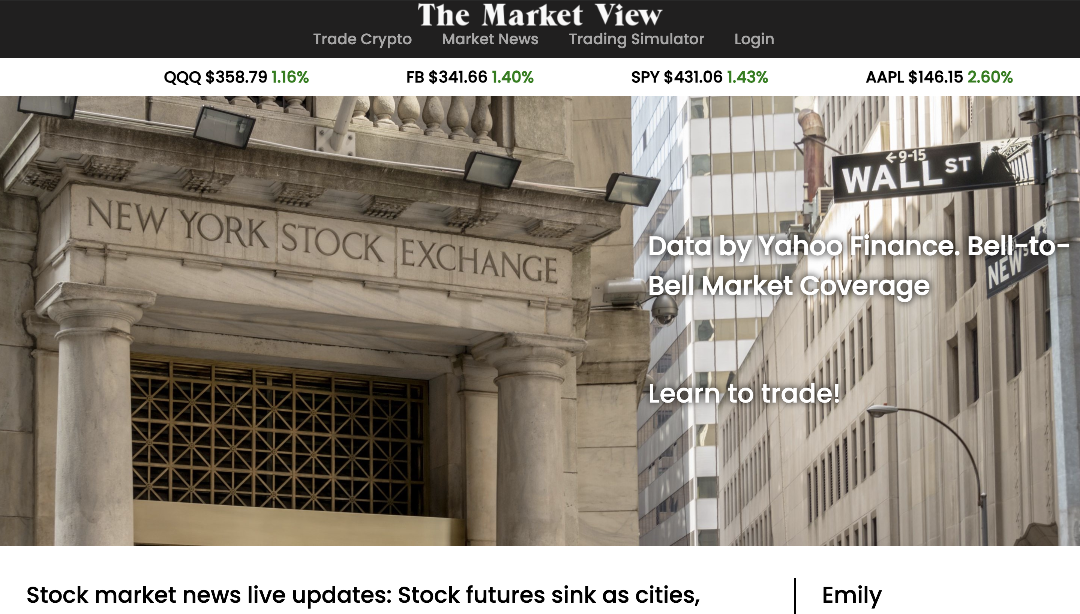 The Market View
Trade Crypto Market News Trading Simulator Login
QQQ $358.79 1.16% FB $341.66 1.40% SPY $431.06 1.43% AAPL $146.15 2.60%
NEW YORK STOCK EXCHANGE
←9-15
WALL ST
NEW
Data by Yahoo Finance. Bell-to-
Bell Market Coverage
Learn to trade!
Stock market news live updates: Stock futures sink as cities,
Emily